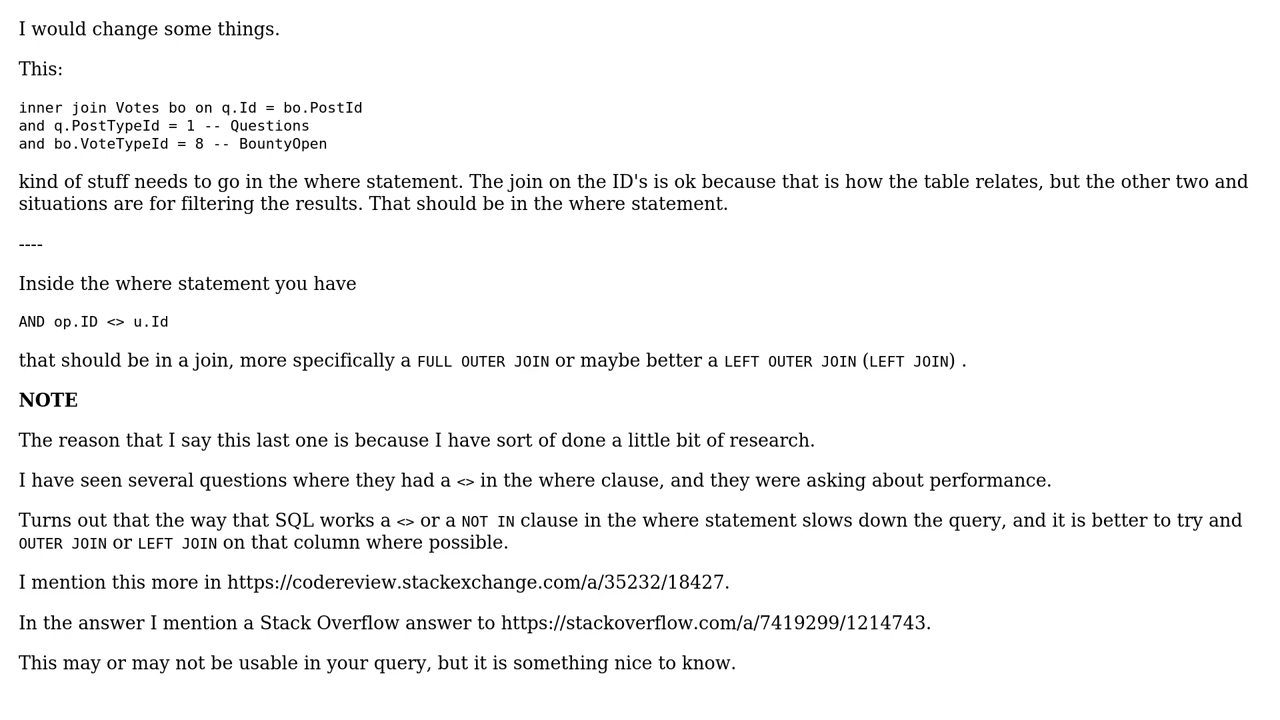 I would change some things.
This:
inner join Votes bo on q.Id = bo.PostId
and q.PostTypeId = 1 -- Questions
and bo.VoteTypeId = 8 -- BountyOpen
kind of stuff needs to go in the where statement. The join on the ID's is ok because that is how the table relates, but the other two and
situations are for filtering the results. That should be in the where statement.
----
Inside the where statement you have
AND op.ID <> u.Id
that should be in a join, more specifically a FULL OUTER JOIN or maybe better a LEFT OUTER JOIN (LEFT JOIN) .
NOTE
The reason that I say this last one is because I have sort of done a little bit of research.
I have seen several questions where they had a <> in the where clause, and they were asking about performance.
Turns out that the way that SQL works a <> or a NOT IN clause in the where statement slows down the query, and it is better to try and
OUTER JOIN or LEFT JOIN on that column where possible.
I mention this more in https://codereview.stackexchange.com/a/35232/18427.
In the answer I mention a Stack Overflow answer to https://stackoverflow.com/a/7419299/1214743.
This may or may not be usable in your query, but it is something nice to know.